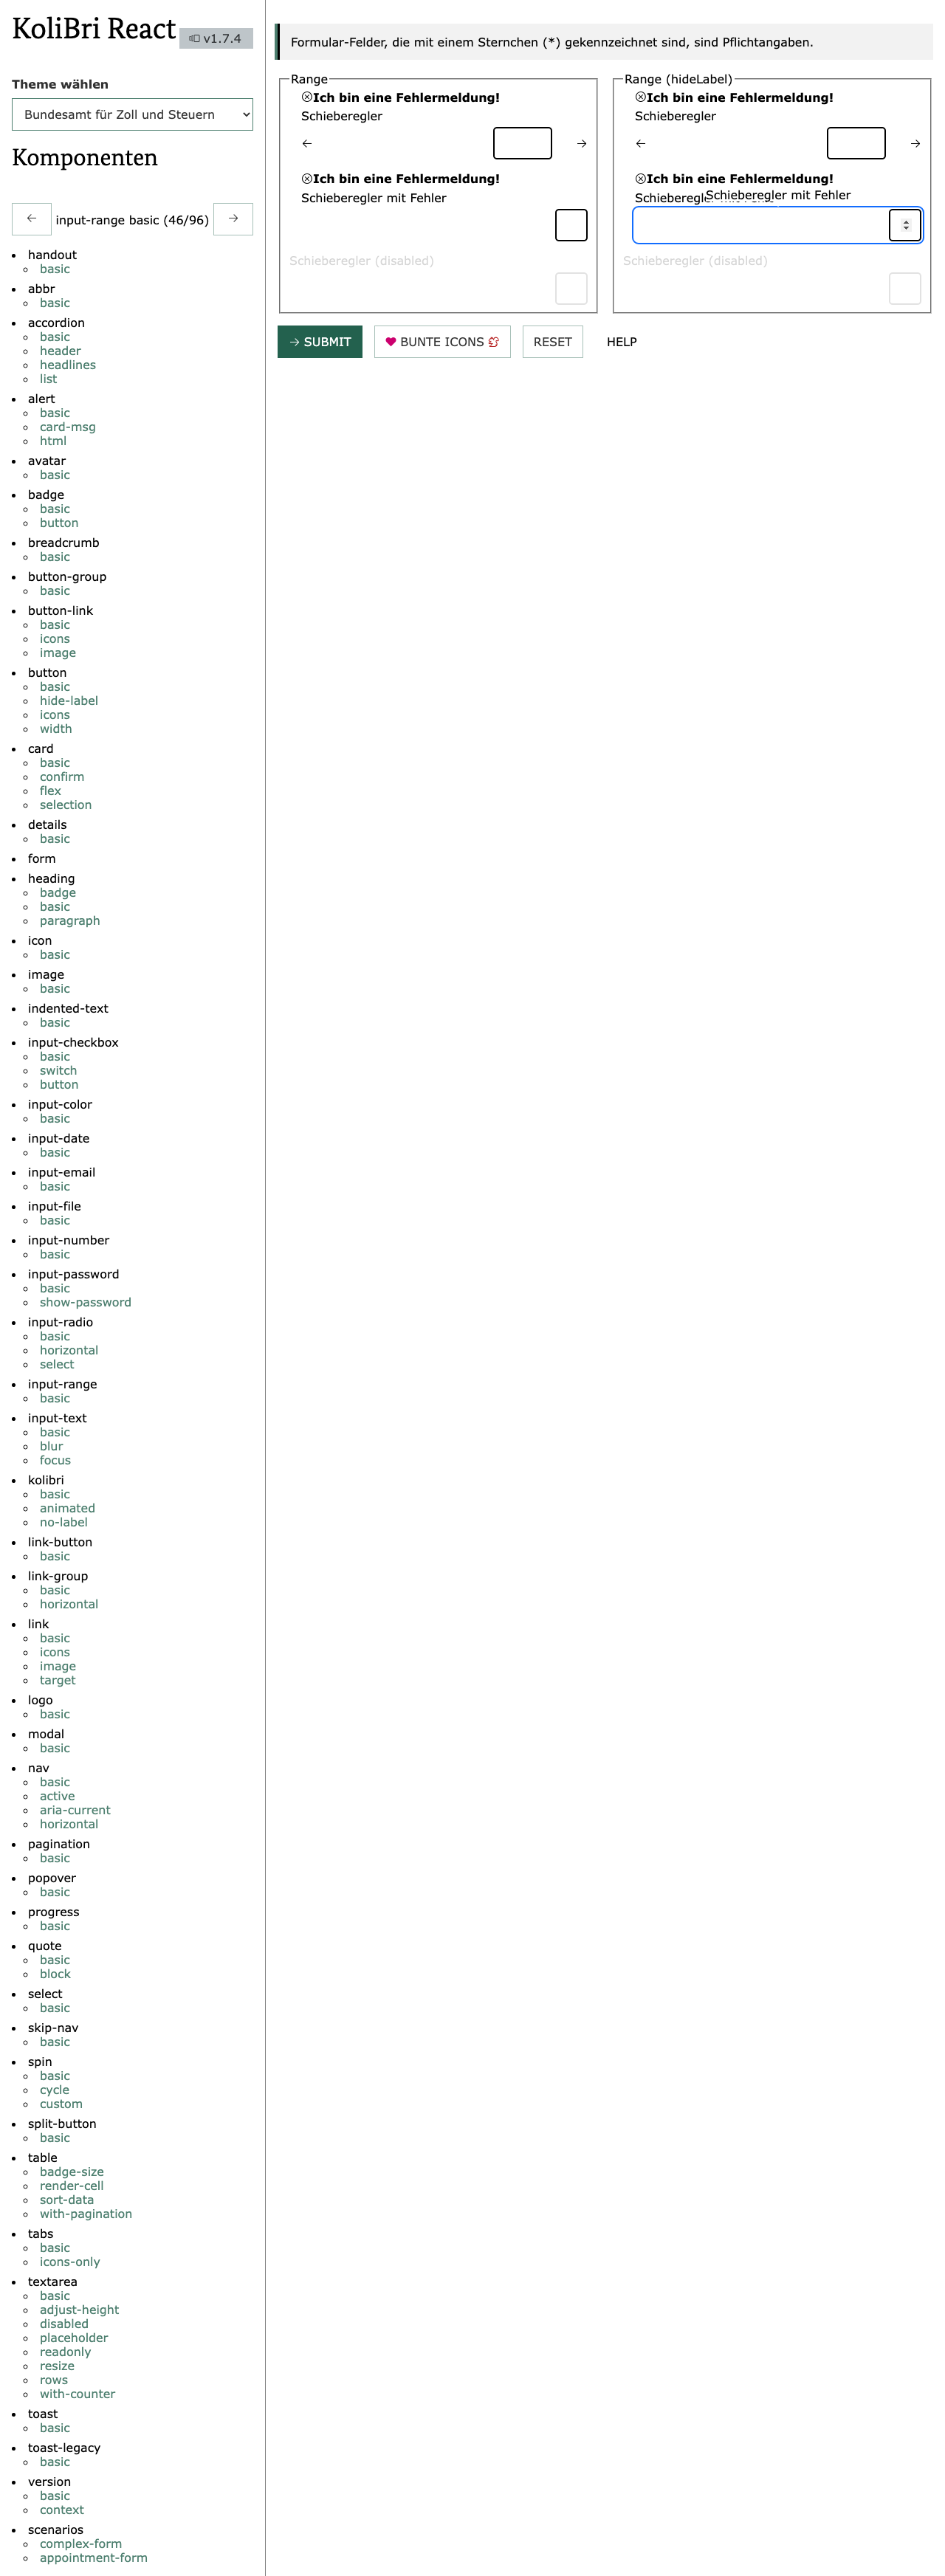 KoliBri React
v1.7.4
Theme wählen
Bundesamt für Zoll und Steuern
Komponenten
input-range basic (46/96)
handout
basic
abbr
basic
accordion
basic
header
headlines
list
alert
basic
card-msg
html
avatar
basic
badge
basic
button
breadcrumb
basic
button-group
basic
button-link
basic
icons
image
button
basic
hide-label
icons
width
card
basic
confirm
flex
selection
details
basic
form
heading
badge
basic
paragraph
icon
basic
image
basic
indented-text
basic
input-checkbox
basic
switch
button
input-color
basic
input-date
basic
input-email
basic
input-file
basic
input-number
basic
input-password
basic
show-password
input-radio
basic
horizontal
select
input-range
basic
input-text
basic
blur
focus
kolibri
basic
animated
no-label
link-button
basic
link-group
basic
horizontal
link
basic
icons
image
target
logo
basic
modal
basic
nav
basic
active
aria-current
horizontal
pagination
basic
popover
basic
progress
basic
quote
basic
block
select
basic
skip-nav
basic
spin
basic
cycle
custom
split-button
basic
table
badge-size
render-cell
sort-data
with-pagination
tabs
basic
icons-only
textarea
basic
adjust-height
disabled
placeholder
readonly
resize
rows
with-counter
toast
basic
toast-legacy
basic
version
basic
context
scenarios
complex-form
appointment-form
Formular-Felder, die mit einem Sternchen (*) gekennzeichnet sind, sind Pflichtangaben.
Range
Ich bin eine Fehlermeldung!
Schieberegler
Ich bin eine Fehlermeldung!
Schieberegler mit Fehler
Schieberegler (disabled)
Range (hideLabel)
Ich bin eine Fehlermeldung!
Schieberegler
Ich bin eine Fehlermeldung!
Schieberegler mit Fehler
Schieberegler (disabled)
SUBMIT
BUNTE ICONS
RESET
HELP